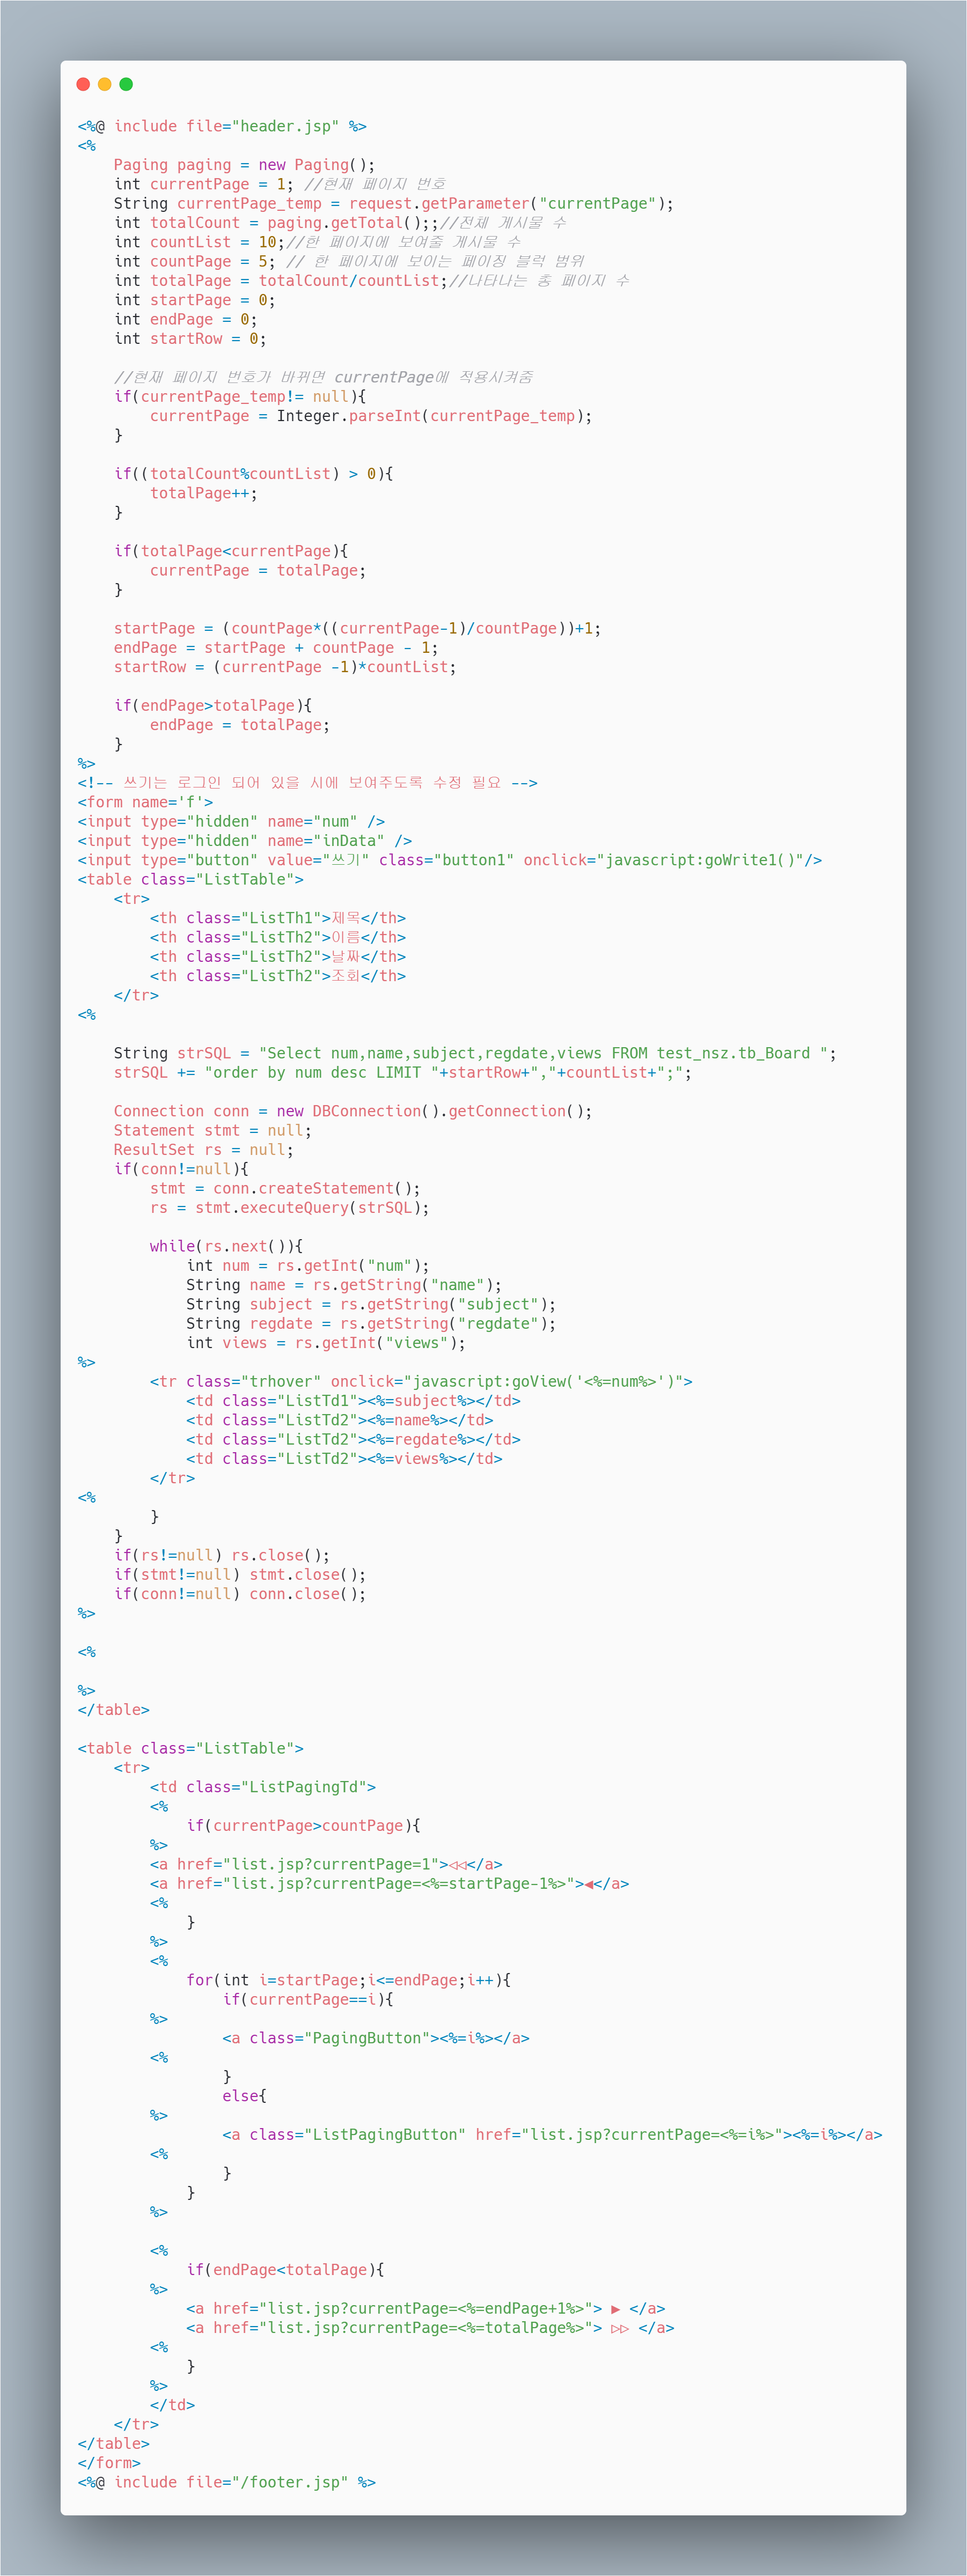 <%@ include file="header.jsp" %>
<%
    Paging paging = new Paging();
    int currentPage = 1; //현재 페이지 번호
    String currentPage_temp = request.getParameter("currentPage");
    int totalCount = paging.getTotal();;//전체 게시물 수
    int countList = 10;//한 페이지에 보여줄 게시물 수
    int countPage = 5; // 한 페이지에 보이는 페이징 블럭 범위
    int totalPage = totalCount/countList;//나타나는 총 페이지 수
    int startPage = 0;
    int endPage = 0;
    int startRow = 0;

    //현재 페이지 번호가 바뀌면 currentPage에 적용시켜줌
    if(currentPage_temp!= null){
        currentPage = Integer.parseInt(currentPage_temp);
    }

    if((totalCount%countList) > 0){
        totalPage++;
    }

    if(totalPage<currentPage){
        currentPage = totalPage;
    }

    startPage = (countPage*((currentPage-1)/countPage))+1;
    endPage = startPage + countPage - 1;
    startRow = (currentPage -1)*countList;

    if(endPage>totalPage){
        endPage = totalPage;
    }
%>
<!-- 쓰기는 로그인 되어 있을 시에 보여주도록 수정 필요 -->
<form name='f'>
<input type="hidden" name="num" />
<input type="hidden" name="inData" />
<input type="button" value="쓰기" class="button1" onclick="javascript:goWrite1()"/>
<table class="ListTable">
    <tr>
        <th class="ListTh1">제목</th>
        <th class="ListTh2">이름</th>
        <th class="ListTh2">날짜</th>
        <th class="ListTh2">조회</th>
    </tr>
<%

    String strSQL = "Select num,name,subject,regdate,views FROM test_nsz.tb_Board ";
    strSQL += "order by num desc LIMIT "+startRow+","+countList+";";

    Connection conn = new DBConnection().getConnection();
    Statement stmt = null;
    ResultSet rs = null;
    if(conn!=null){
        stmt = conn.createStatement();
        rs = stmt.executeQuery(strSQL);

        while(rs.next()){
            int num = rs.getInt("num");
            String name = rs.getString("name");
            String subject = rs.getString("subject");
            String regdate = rs.getString("regdate");
            int views = rs.getInt("views");
%>
        <tr class="trhover" onclick="javascript:goView('<%=num%>')">
            <td class="ListTd1"><%=subject%></td>
            <td class="ListTd2"><%=name%></td>
            <td class="ListTd2"><%=regdate%></td>
            <td class="ListTd2"><%=views%></td>
        </tr>
<%
        }
    }
    if(rs!=null) rs.close();
    if(stmt!=null) stmt.close();
    if(conn!=null) conn.close();
%>

<%

%>
</table>

<table class="ListTable">
    <tr>
        <td class="ListPagingTd">
        <%
            if(currentPage>countPage){
        %>
        <a href="list.jsp?currentPage=1">◁◁</a>
        <a href="list.jsp?currentPage=<%=startPage-1%>">◀</a>
        <%
            }
        %>
        <%
            for(int i=startPage;i<=endPage;i++){
                if(currentPage==i){
        %>
                <a class="PagingButton"><%=i%></a>
        <%
                }
                else{
        %>
                <a class="ListPagingButton" href="list.jsp?currentPage=<%=i%>"><%=i%></a>
        <%
                }
            }
        %>

        <%
            if(endPage<totalPage){
        %>
            <a href="list.jsp?currentPage=<%=endPage+1%>"> ▶ </a>
            <a href="list.jsp?currentPage=<%=totalPage%>"> ▷▷ </a>
        <%
            }
        %>
        </td>
    </tr>
</table>
</form>
<%@ include file="/footer.jsp" %>